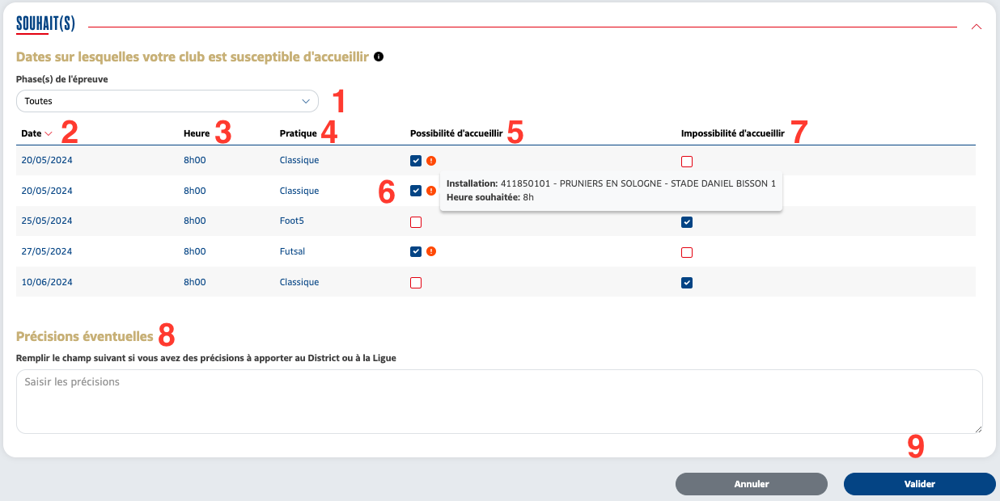 SOUHAIT(S)
Dates sur lesquelles votre club est susceptible d'accueillir i
Phase(s) de l'épreuve
Toutes 1
Date 2 Heure 3 Pratique 4 Possibilité d'accueillir 5 Impossibilité d'accueillir 7
20/05/2024 8h00 Classique !
20/05/2024 8h00 Classique 6 !
Installation: 411850101 - PRUNIERS EN SOLOGNE - STADE DANIEL BISSON 1
Heure souhaitée: 8h
25/05/2024 8h00 Foot5
27/05/2024 8h00 Futsal !
10/06/2024 8h00 Classique
Précisions éventuelles 8
Remplir le champ suivant si vous avez des précisions à apporter au District ou à la Ligue
Saisir les précisions
9
Annuler Valider